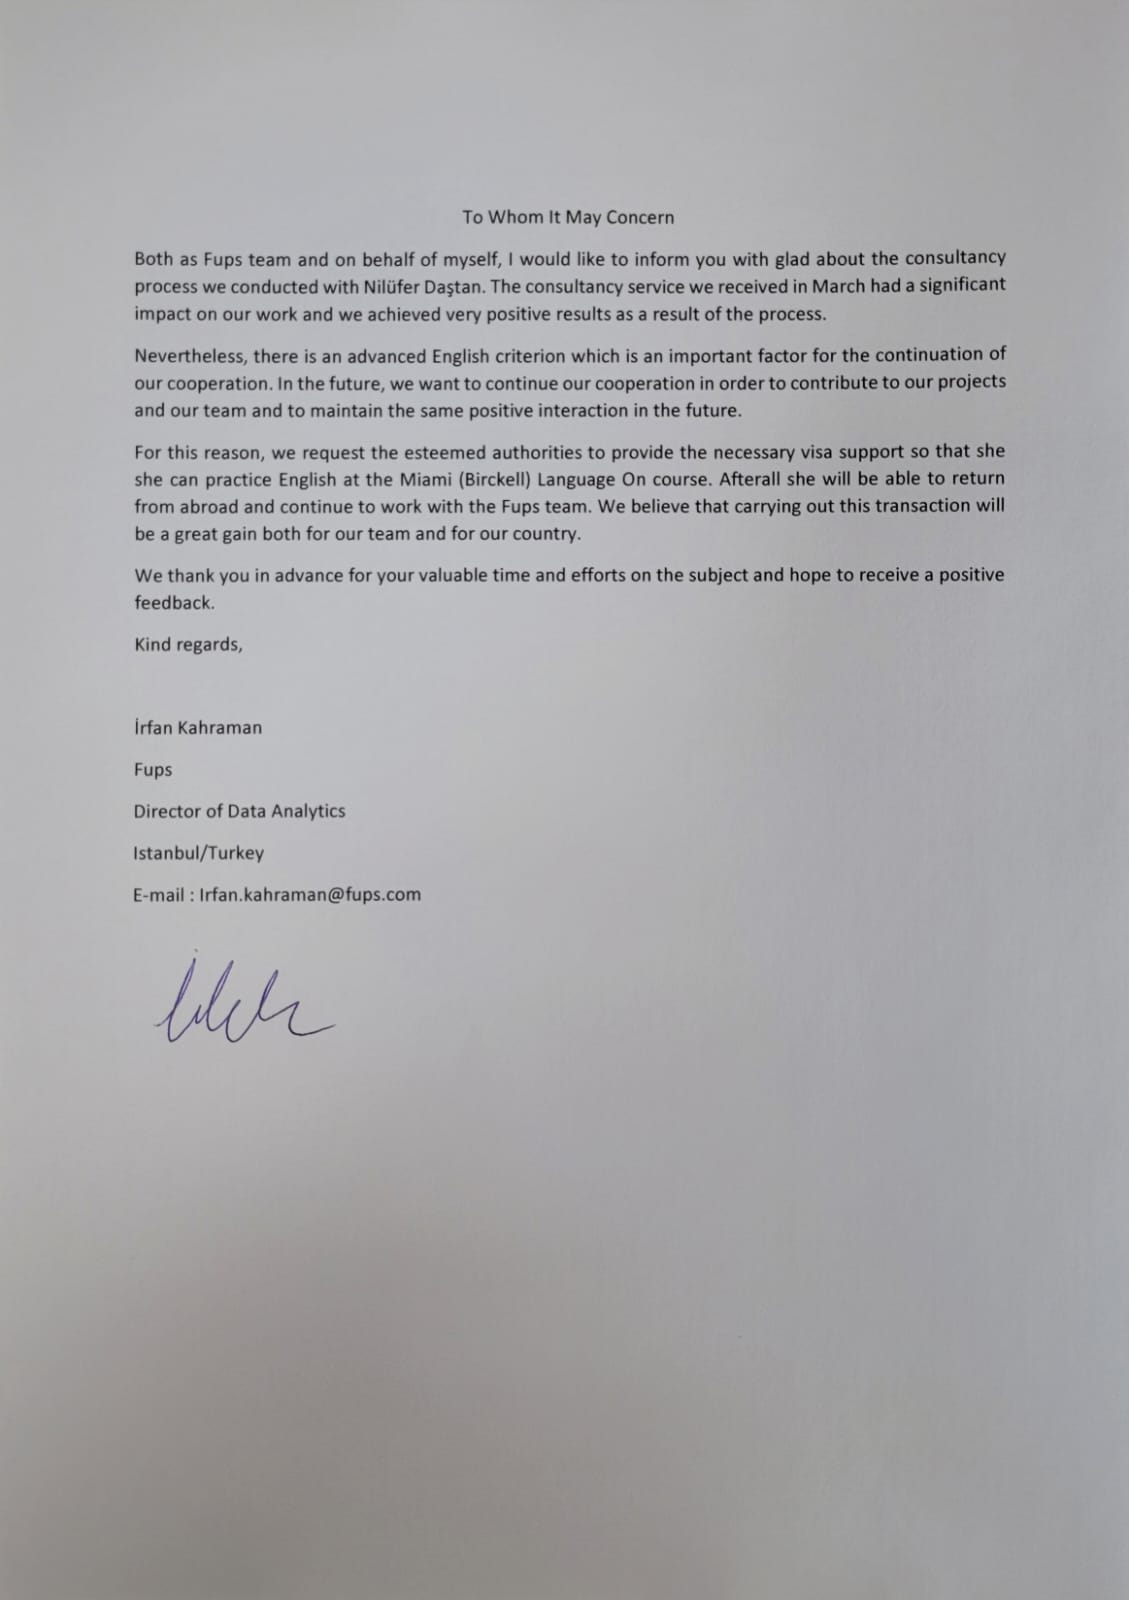 To Whom It May Concern
Both as Fups team and on behalf of myself, I would like to inform you with glad about the consultancy
process we conducted with Nilüfer Daştan. The consultancy service we received in March had a significant
impact on our work and we achieved very positive results as a result of the process.
Nevertheless, there is an advanced English criterion which is an important factor for the continuation of
our cooperation. In the future, we want to continue our cooperation in order to contribute to our projects
and our team and to maintain the same positive interaction in the future.
For this reason, we request the esteemed authorities to provide the necessary visa support so that she
she can practice English at the Miami (Birckell) Language On course. Afterall she will be able to return
from abroad and continue to work with the Fups team. We believe that carrying out this transaction will
be a great gain both for our team and for our country.
We thank you in advance for your valuable time and efforts on the subject and hope to receive a positive
feedback.
Kind regards,
İrfan Kahraman
Fups
Director of Data Analytics
Istanbul/Turkey
E-mail : Irfan.kahraman@fups.com